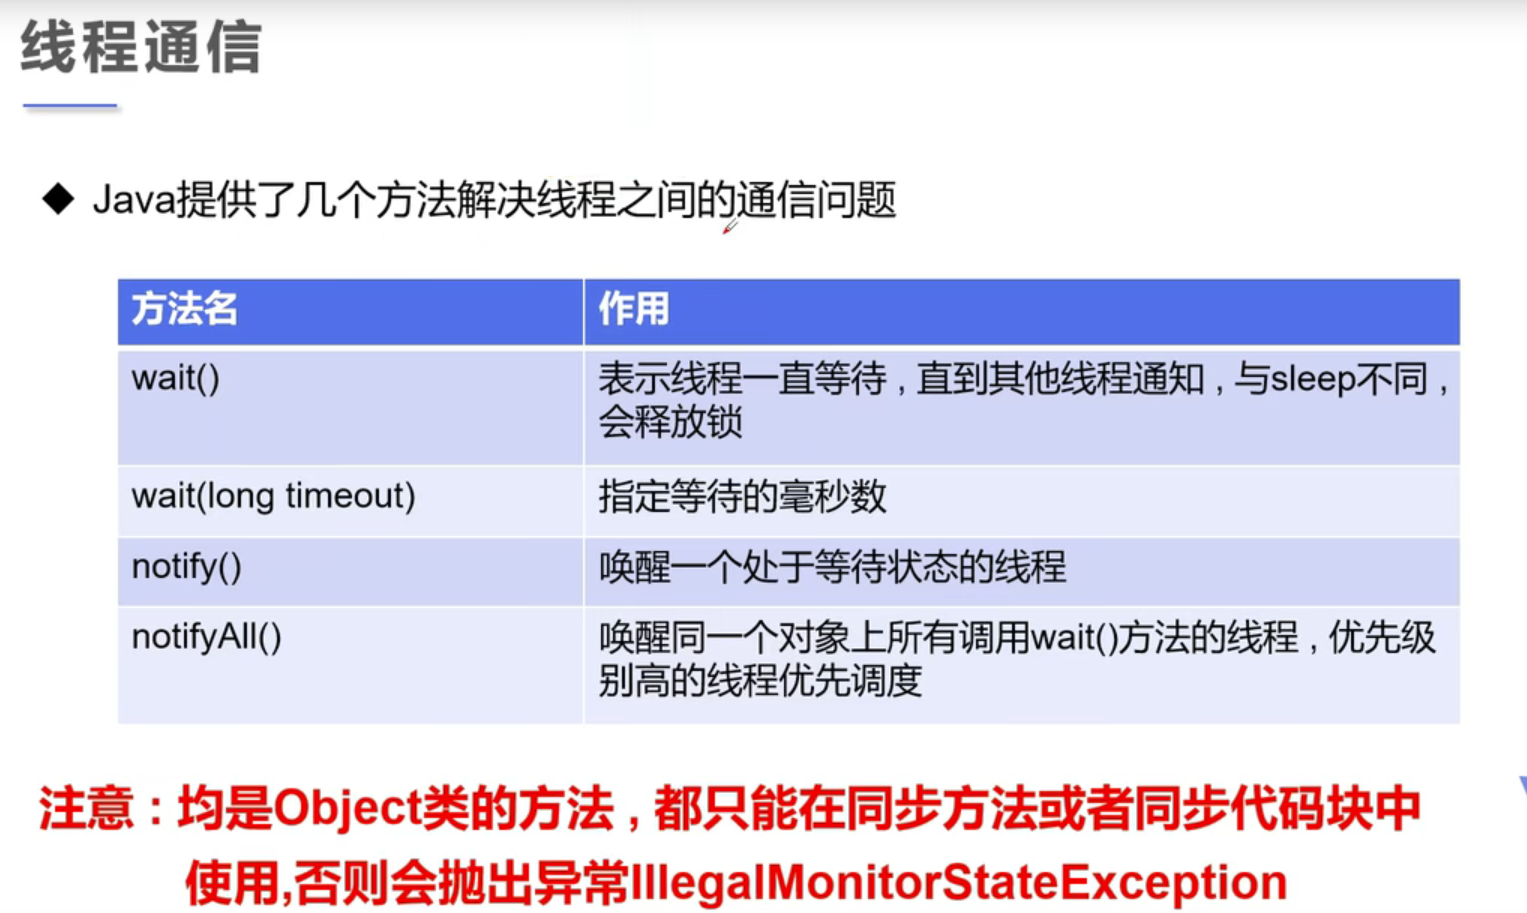 线程通信
◆ Java提供了几个方法解决线程之间的通信问题
方法名 作用
wait() 表示线程一直等待，直到其他线程通知，与sleep不同，
会释放锁
wait(long timeout) 指定等待的毫秒数
notify() 唤醒一个处于等待状态的线程
notifyAll() 唤醒同一个对象上所有调用wait()方法的线程，优先级
别高的线程优先调度
注意：均是Object类的方法，都只能在同步方法或者同步代码块中
使用,否则会抛出异常IllegalMonitorStateException